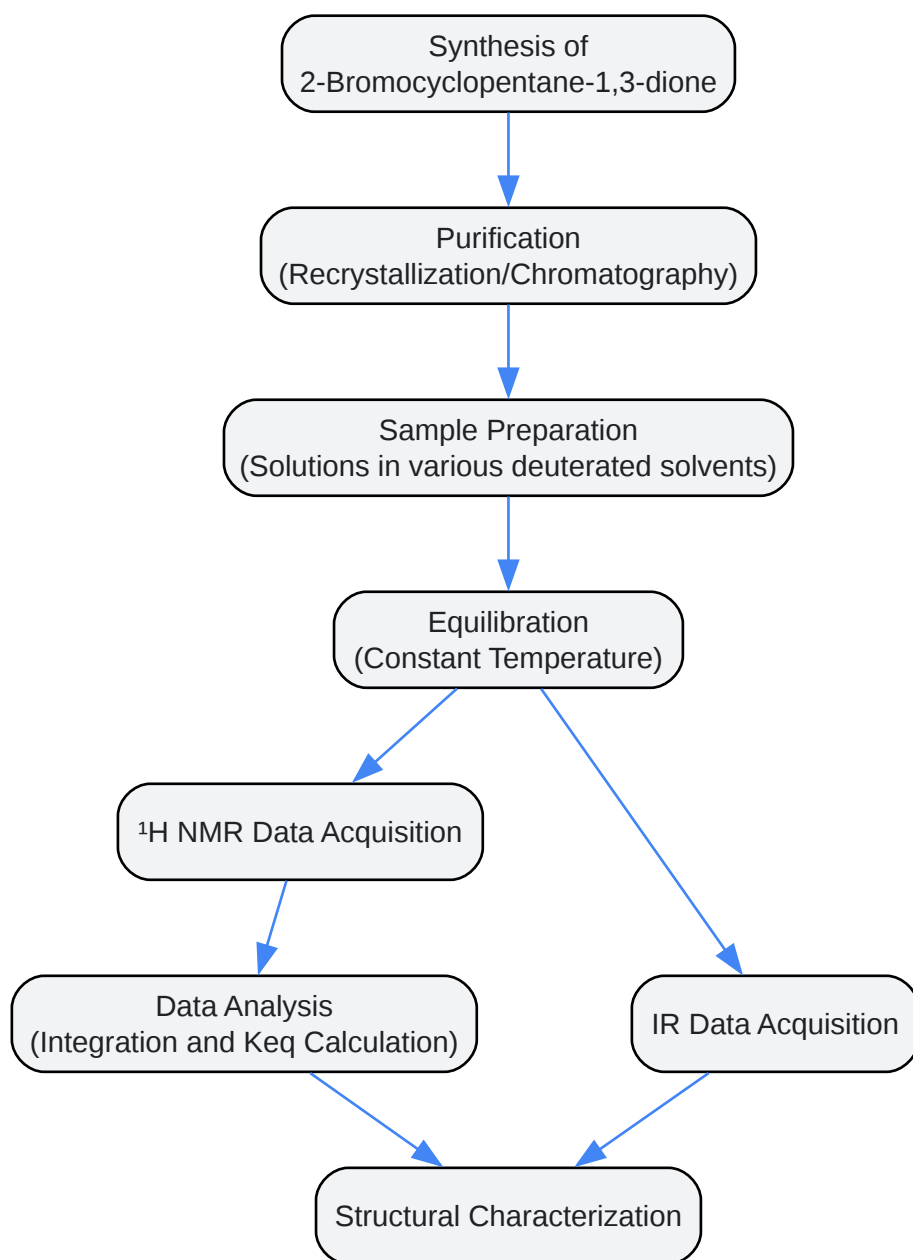 Synthesis of
2-Bromocyclopentane-1,3-dione
Purification
(Recrystallization/Chromatography)
Sample Preparation
(Solutions in various deuterated solvents)
Equilibration
(Constant Temperature)
¹H NMR Data Acquisition
Data Analysis
(Integration and Keq Calculation)
IR Data Acquisition
Structural Characterization